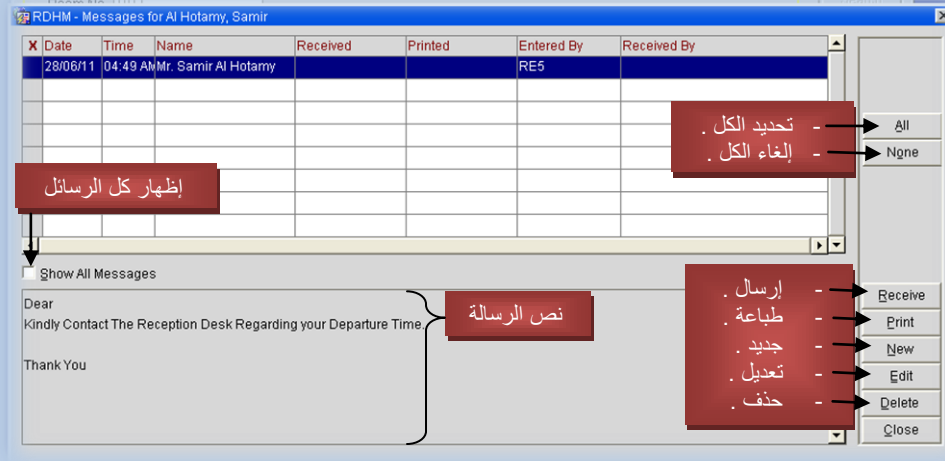 RDHM - Messages for Al Hotamy, Samir
X Date Time Name Received Printed Entered By Received By
28/06/11 04:49 AM Mr. Samir Al Hotamy RE5
- تحديد الكل .
- إلغاء الكل .
All
None
إظهار كل الرسائل
Show All Messages
Dear
Kindly Contact The Reception Desk Regarding your Departure Time.
Thank You
نص الرسالة
- إرسال .
- طباعة .
- جديد .
- تعديل .
- حذف .
Receive
Print
New
Edit
Delete
Close